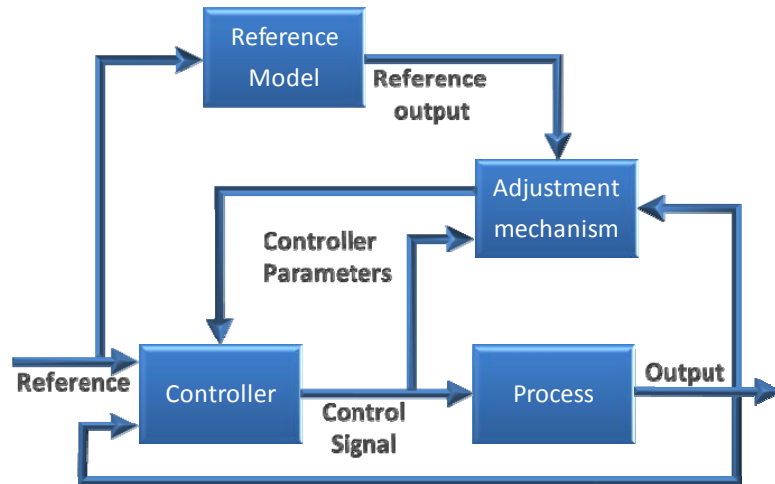 Reference
Model
Reference
output
Adjustment
mechanism
Controller
Parameters
Reference
Controller
Control
Signal
Process
Output